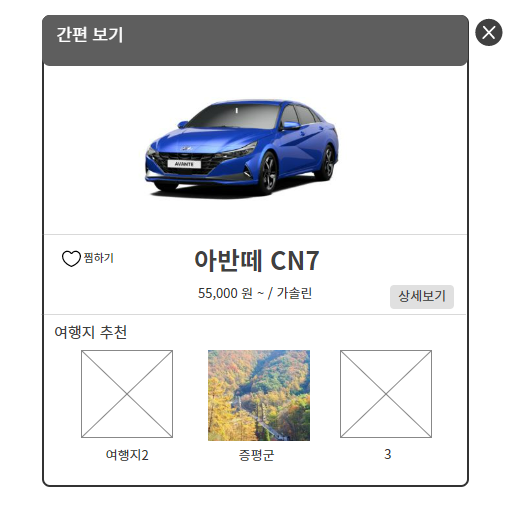 간편 보기
AVANTE
찜하기
아반떼 CN7
55,000 원 ~ / 가솔린
상세보기
여행지 추천
여행지2
증평군
3